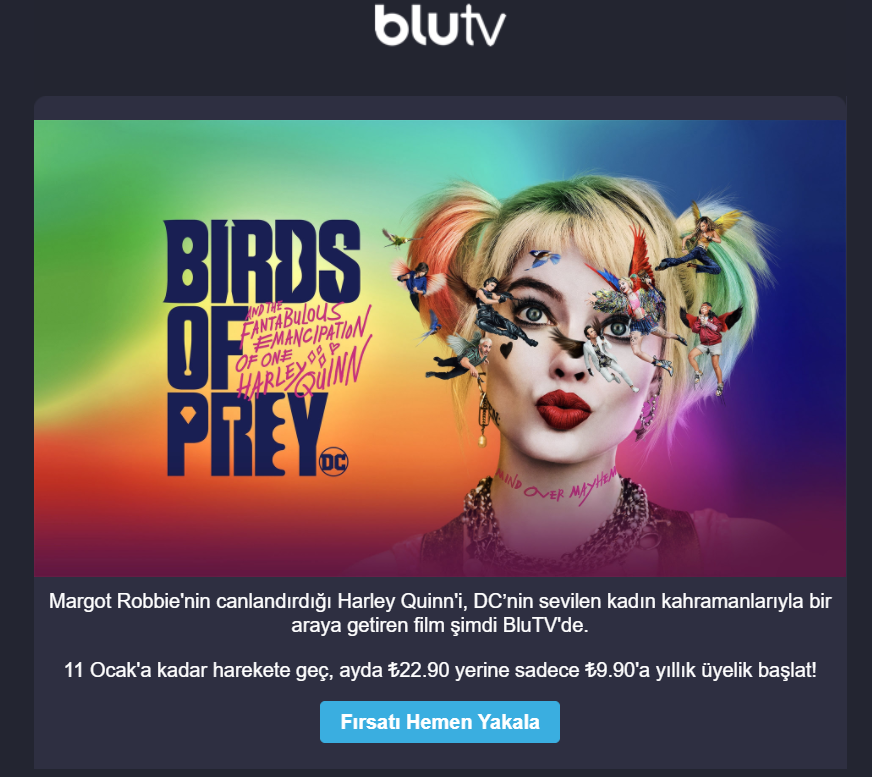 blutv
BIRDS
OF
PREY
AND THE
FANTABULOUS
EMANCIPATION
OF ONE
HARLEY QUINN
DC
MIND OVER MAYHEM
Margot Robbie'nin canlandırdığı Harley Quinn'i, DC’nin sevilen kadın kahramanlarıyla bir
araya getiren film şimdi BluTV'de.
11 Ocak'a kadar harekete geç, ayda ₺22.90 yerine sadece ₺9.90'a yıllık üyelik başlat!
Fırsatı Hemen Yakala